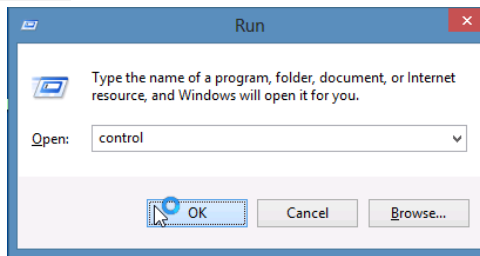 Run
Type the name of a program, folder, document, or Internet
resource, and Windows will open it for you.
Open: control
OK Cancel Browse...